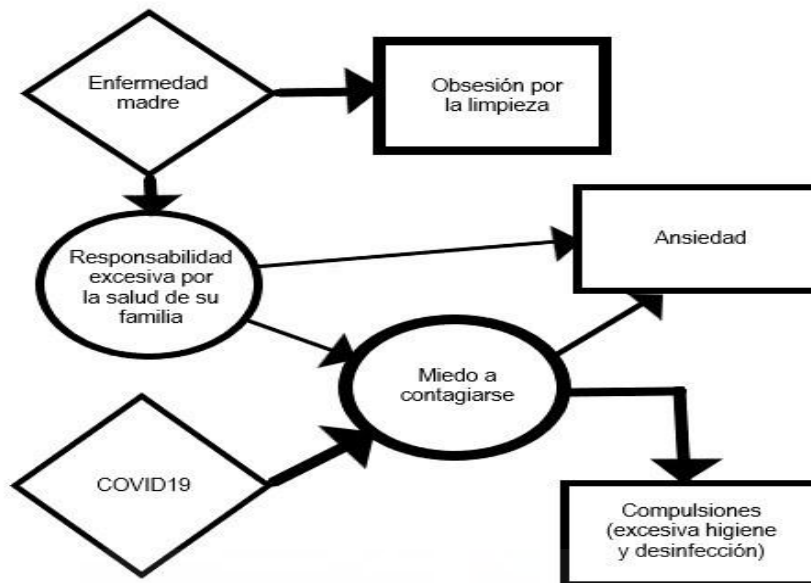 Enfermedad
madre
Obsesión por
la limpieza
Responsabilidad
excesiva por
la salud de su
familia
Ansiedad
Miedo a
contagiarse
COVID19
Compulsiones
(excesiva higiene
y desinfección)